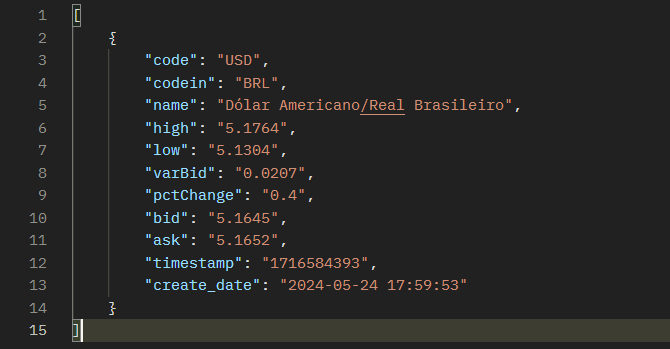 1 [
2 {
3 "code": "USD",
4 "codein": "BRL",
5 "name": "Dólar Americano/Real Brasileiro",
6 "high": "5.1764",
7 "low": "5.1304",
8 "varBid": "0.0207",
9 "pctChange": "0.4",
10 "bid": "5.1645",
11 "ask": "5.1652",
12 "timestamp": "1716584393",
13 "create_date": "2024-05-24 17:59:53"
14 }
15 ]